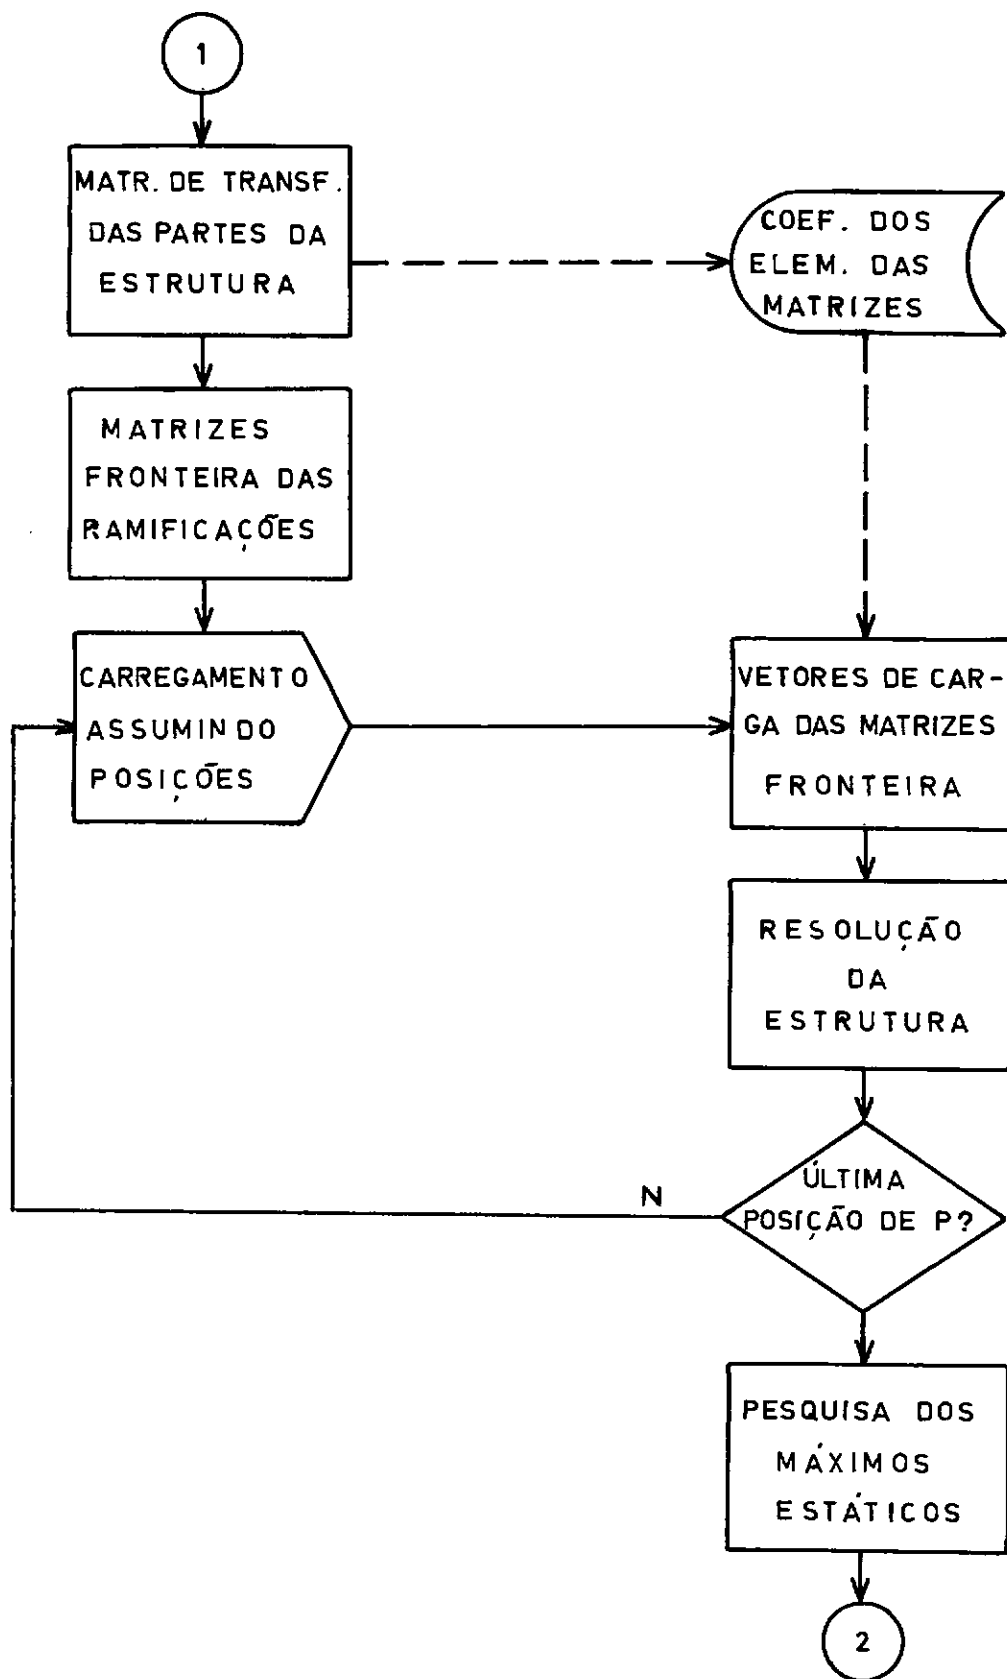 1
MATR. DE TRANSF.
DAS PARTES DA
ESTRUTURA
COEF. DOS
ELEM. DAS
MATRIZES
MATRIZES
FRONTEIRA DAS
RAMIFICAÇÕES
CARREGAMENTO
ASSUMINDO
POSIÇÕES
VETORES DE CAR-
GA DAS MATRIZES
FRONTEIRA
RESOLUÇÃO
DA
ESTRUTURA
N
ÚLTIMA
POSIÇÃO DE P?
PESQUISA DOS
MÁXIMOS
ESTÁTICOS
2